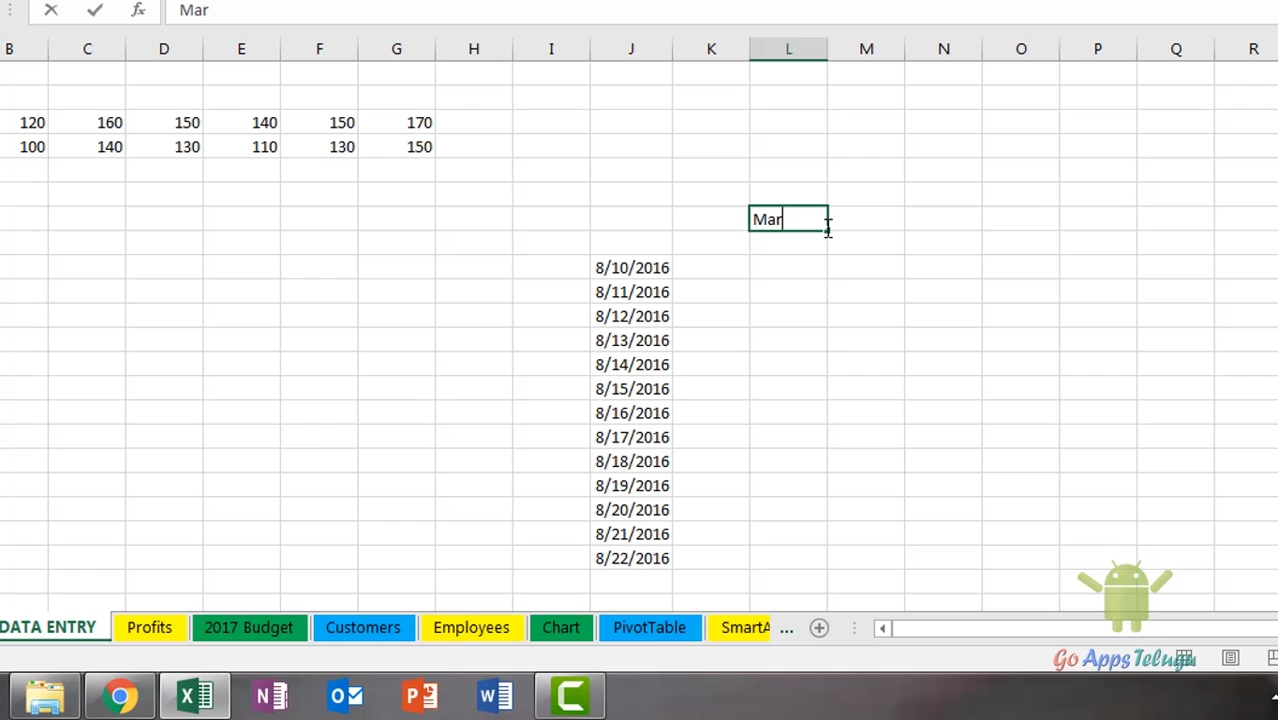 Mar
B C D E F G H I J K L M N O P Q R
120 160 150 140 150 170
100 140 130 110 130 150
Mar
8/10/2016
8/11/2016
8/12/2016
8/13/2016
8/14/2016
8/15/2016
8/16/2016
8/17/2016
8/18/2016
8/19/2016
8/20/2016
8/21/2016
8/22/2016
DATA ENTRY Profits 2017 Budget Customers Employees Chart PivotTable SmartA ...
Go Apps Telugu